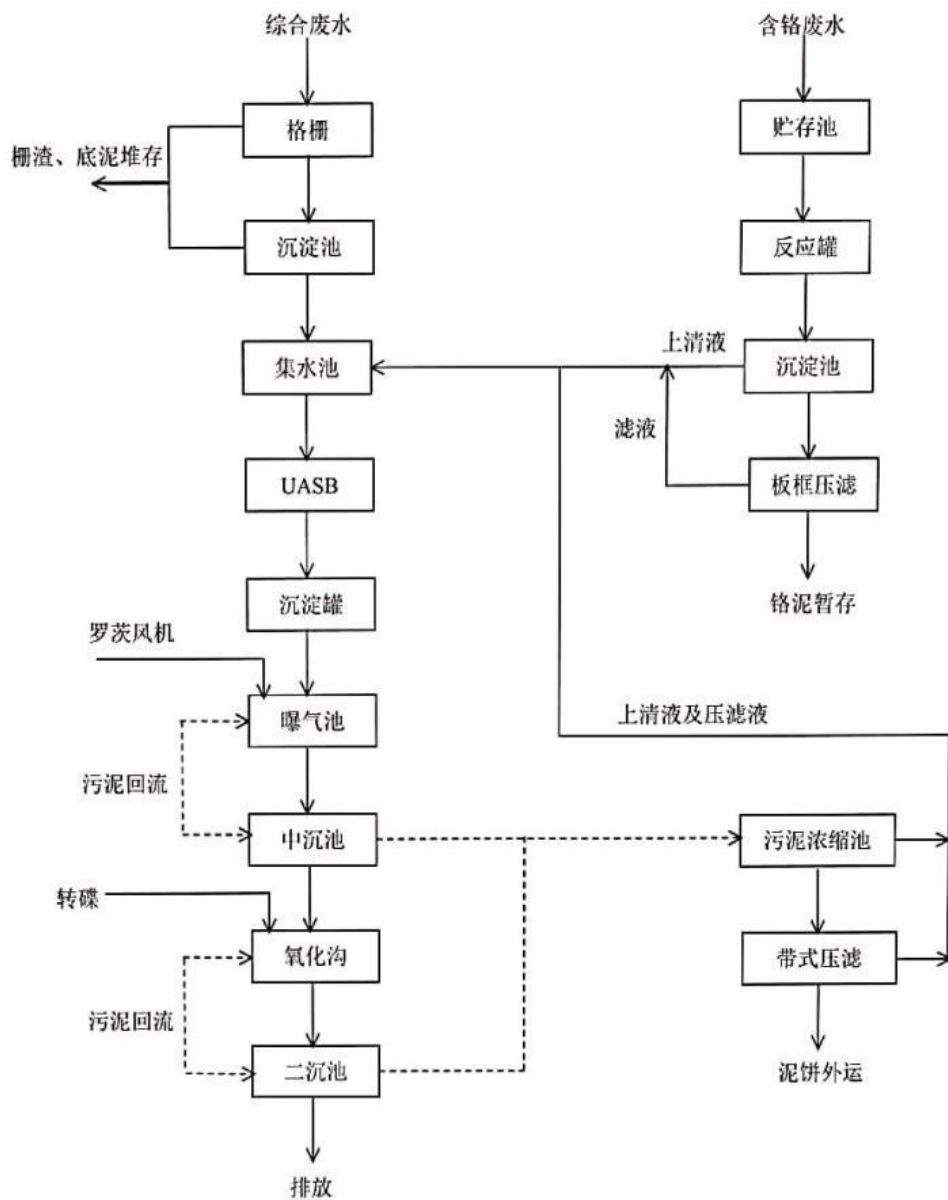 综合废水
含铬废水
格栅
贮存池
栅渣、底泥堆存
沉淀池
反应罐
集水池
上清液
沉淀池
滤液
UASB
板框压滤
沉淀罐
铬泥暂存
罗茨风机
曝气池
上清液及压滤液
污泥回流
中沉池
污泥浓缩池
转碟
氧化沟
带式压滤
污泥回流
二沉池
泥饼外运
排放